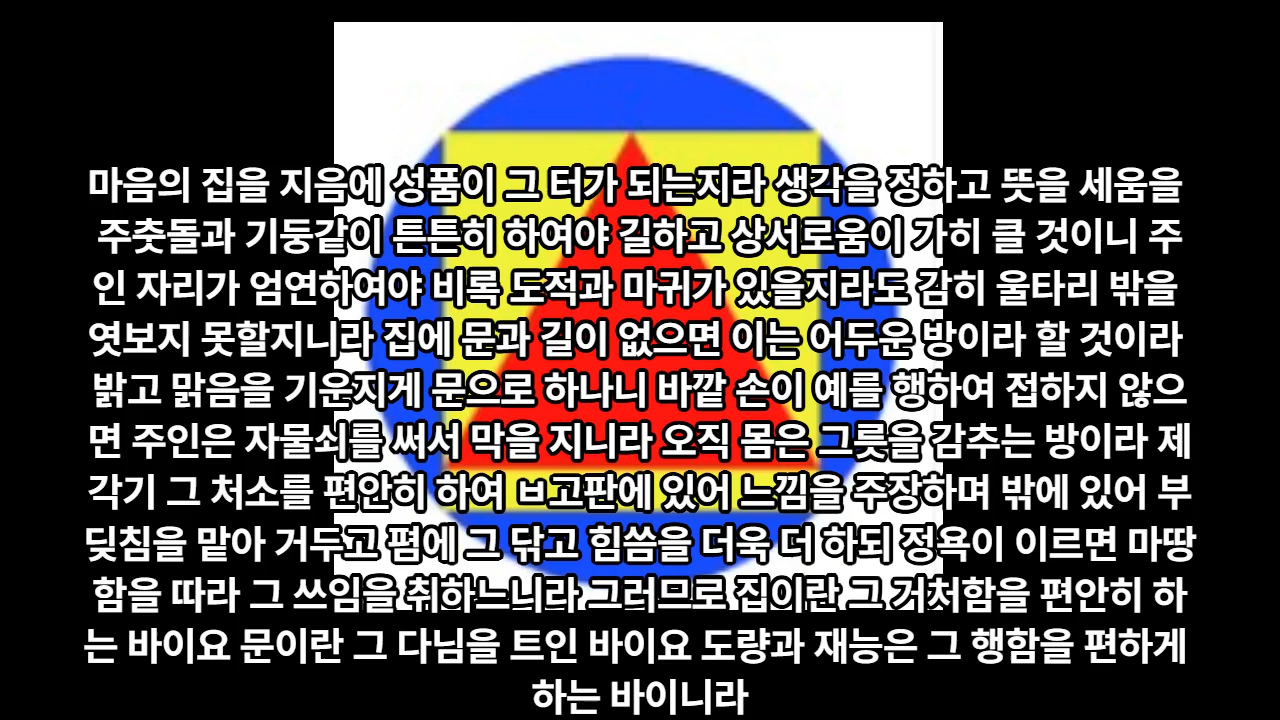 마음의 집을 지음에 성품이 그 터가 되는지라 생각을 정하고 뜻을 세움을
주춧돌과 기둥같이 튼튼히 하여야 길하고 상서로움이 가히 클 것이니 주
인 자리가 엄연하여야 비록 도적과 마귀가 있을지라도 감히 울타리 밖을
엿보지 못할지니라 집에 문과 길이 없으면 이는 어두운 방이라 할 것이라
밝고 맑음을 기운지게 문으로 하나니 바깥 손이 예를 행하여 접하지 않으
면 주인은 자물쇠를 써서 막을 지니라 오직 몸은 그릇을 감추는 방이라 제
각기 그 처소를 편안히 하여 ㅂ고판에 있어 느낌을 주장하며 밖에 있어 부
딪침을 맡아 거두고 폄에 그 닦고 힘씀을 더욱 더 하되 정욕이 이르면 마땅
함을 따라 그 쓰임을 취하느니라 그러므로 집이란 그 거처함을 편안히 하
는 바이요 문이란 그 다님을 트인 바이요 도량과 재능은 그 행함을 편하게
하는 바이니라